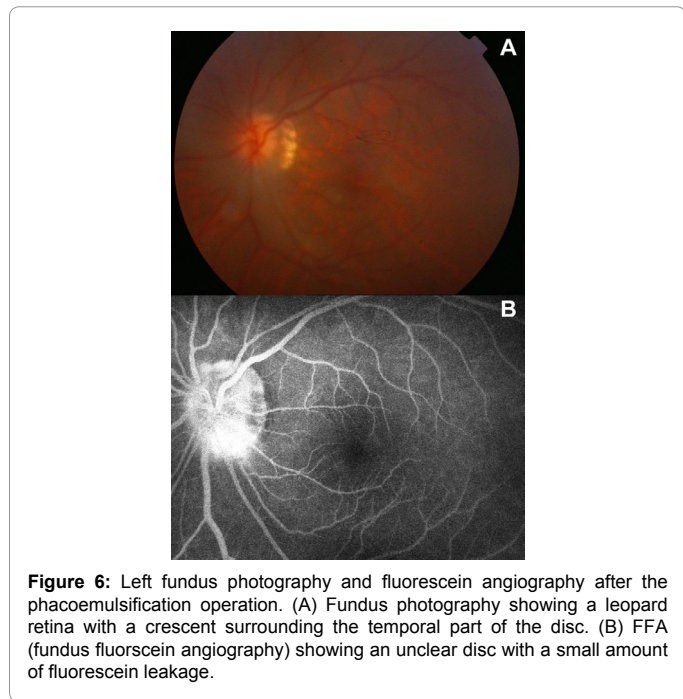 A
B
Figure 6: Left fundus photography and fluorescein angiography after the
phacoemulsification operation. (A) Fundus photography showing a leopard
retina with a crescent surrounding the temporal part of the disc. (B) FFA
(fundus fluorscein angiography) showing an unclear disc with a small amount
of fluorescein leakage.